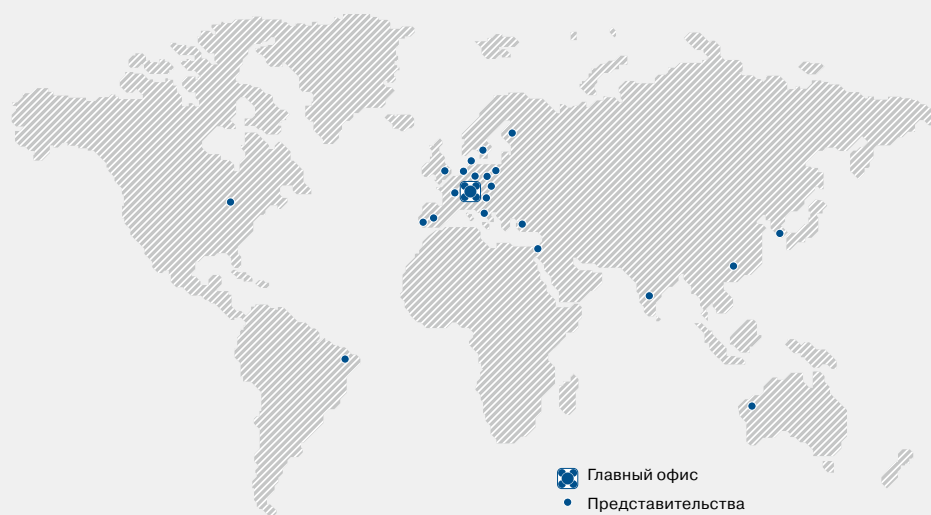 Главный офис
Представительства